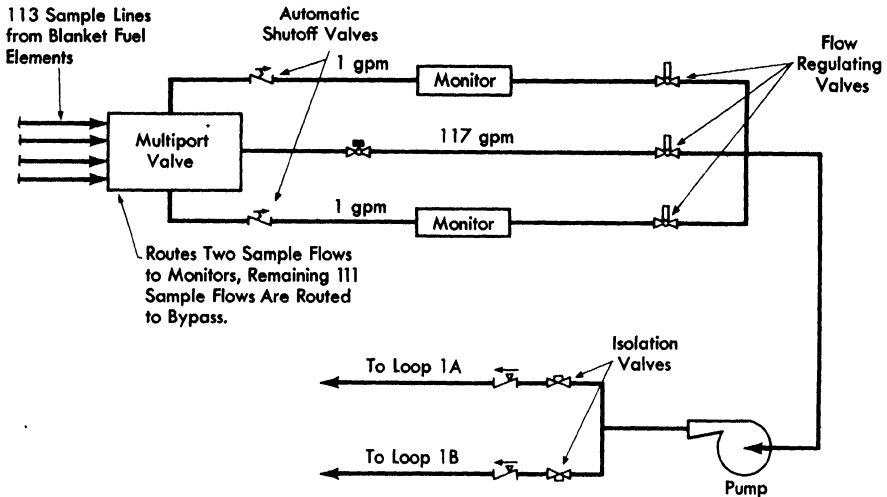 113 Sample Lines
from Blanket Fuel
Elements
Automatic
Shutoff Valves
Flow
Regulating
Valves
1 gpm
Monitor
Multiport
Valve
117 gpm
1 gpm
Monitor
Routes Two Sample Flows
to Monitors, Remaining 111
Sample Flows Are Routed
to Bypass.
Isolation
Valves
To Loop 1A
To Loop 1B
Pump